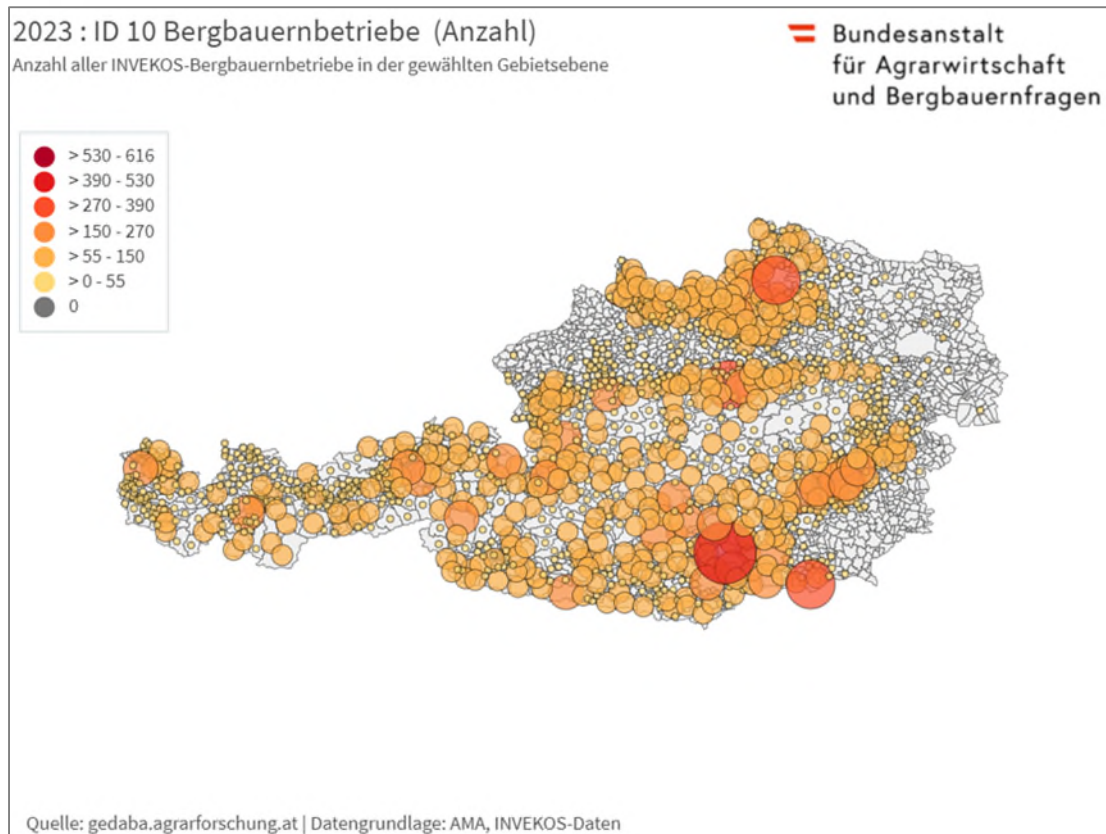 2023 : ID 10 Bergbauernbetriebe (Anzahl)
Anzahl aller INVEKOS-Bergbauernbetriebe in der gewählten Gebietsebene
Bundesanstalt
für Agrarwirtschaft
und Bergbauernfragen
> 530 - 616
> 390 - 530
> 270 - 390
> 150 - 270
> 55 - 150
> 0 - 55
0
Quelle: gedaba.agrarforschung.at | Datengrundlage: AMA, INVEKOS-Daten